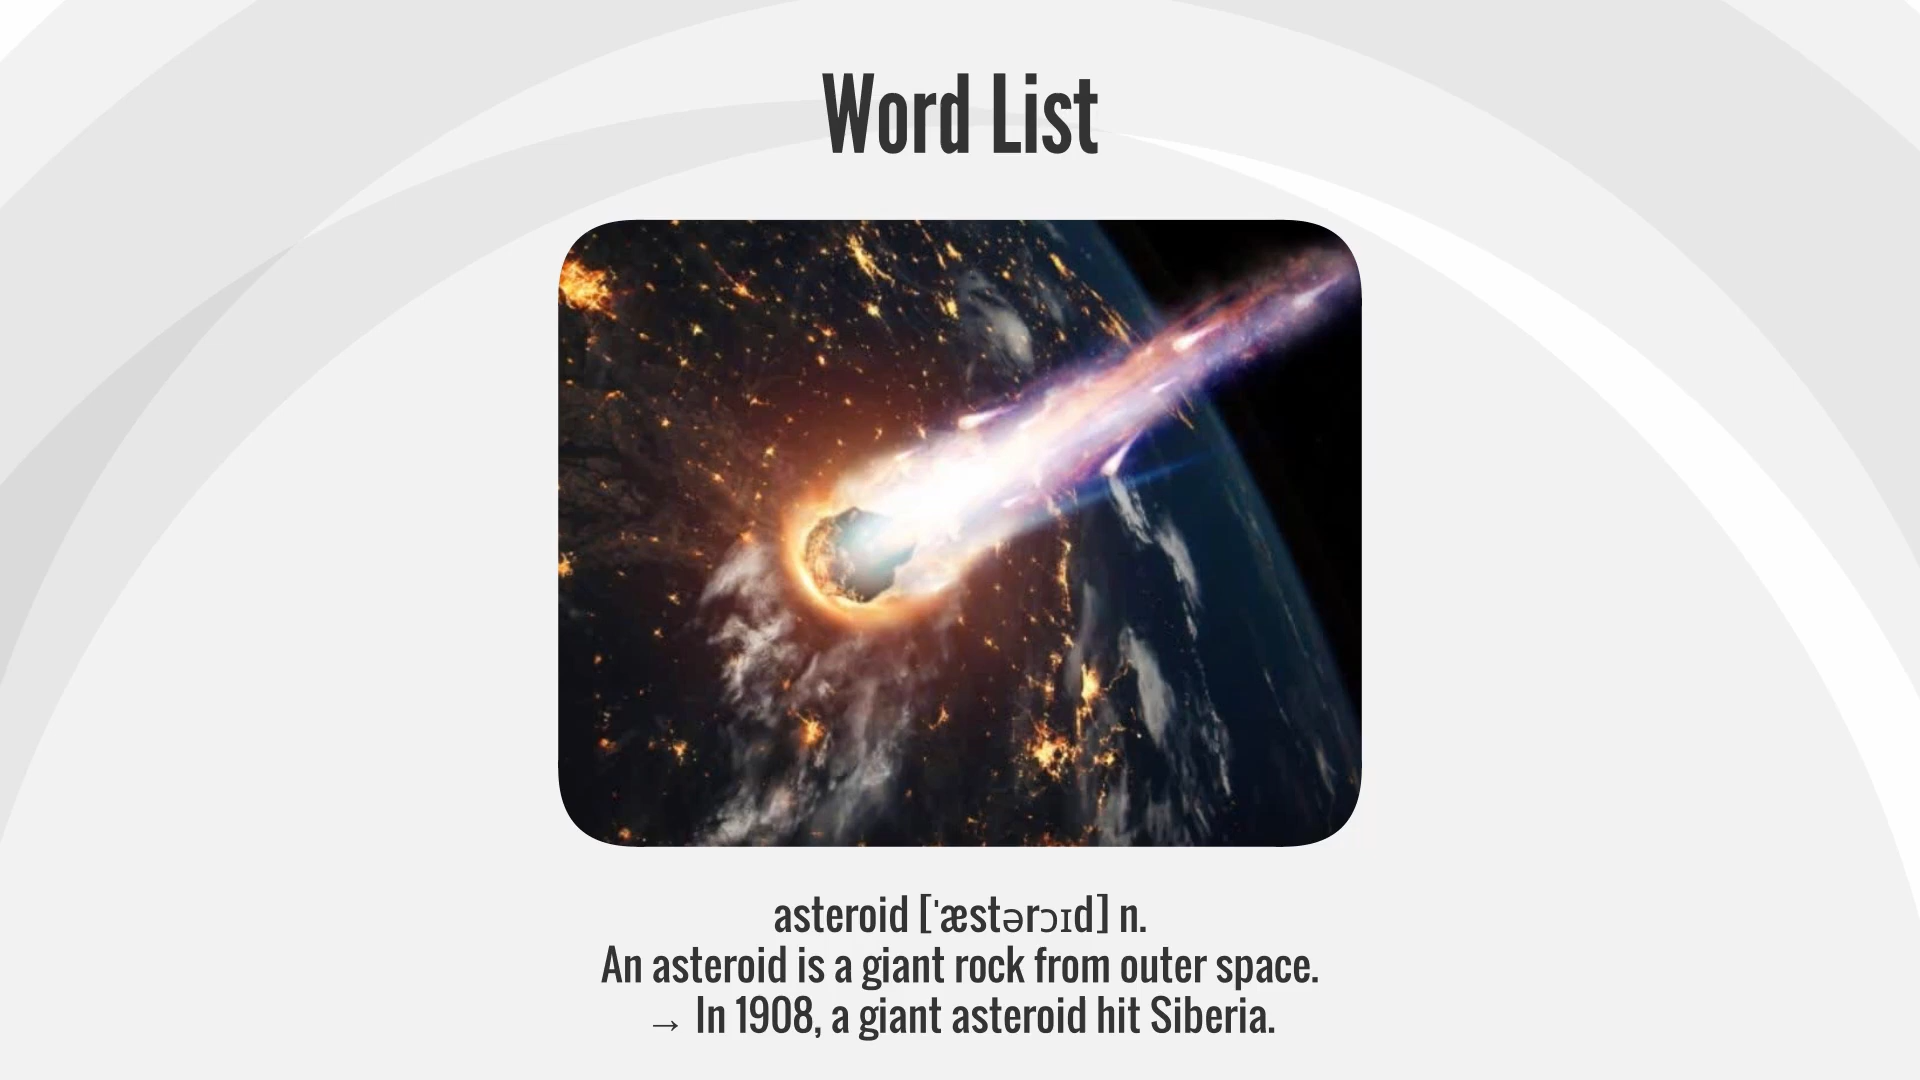 Word List
asteroid [ˈæstərɔɪd] n.
An asteroid is a giant rock from outer space.
→ In 1908, a giant asteroid hit Siberia.